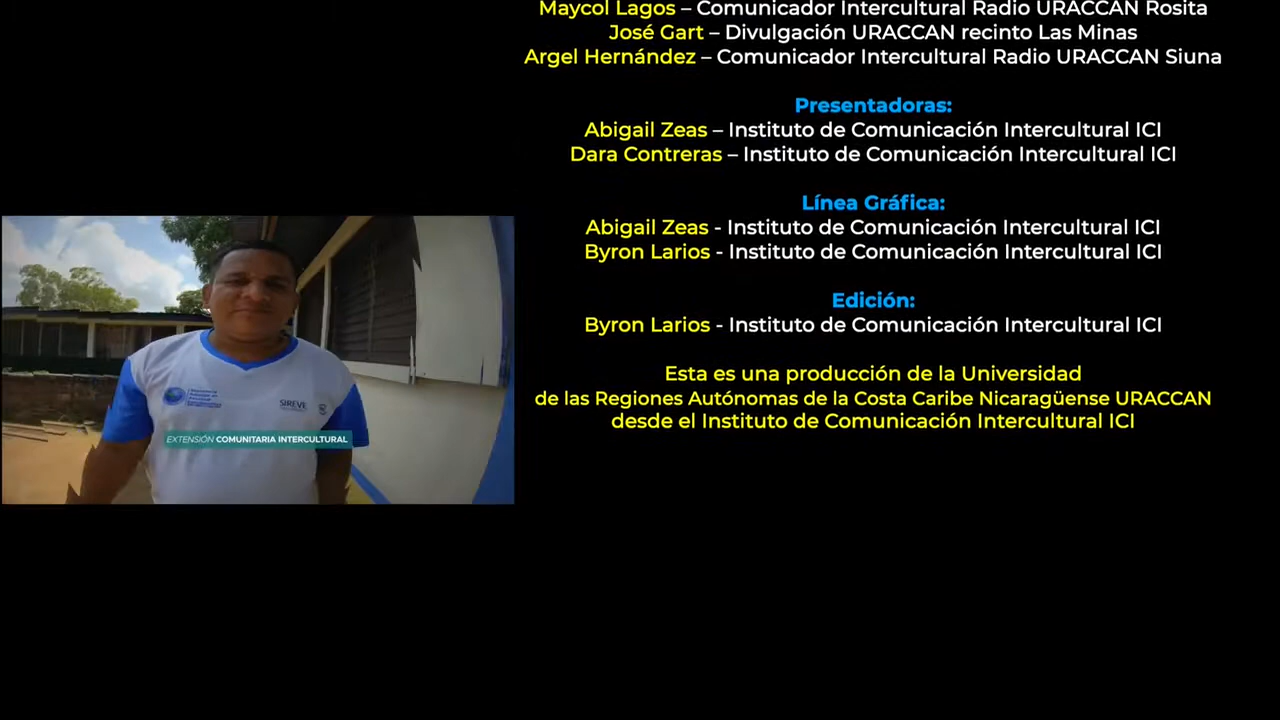 Maycol Lagos – Comunicador Intercultural Radio URACCAN Rosita
José Gart – Divulgación URACCAN recinto Las Minas
Argel Hernández – Comunicador Intercultural Radio URACCAN Siuna
Presentadoras:
Abigail Zeas – Instituto de Comunicación Intercultural ICI
Dara Contreras – Instituto de Comunicación Intercultural ICI
Línea Gráfica:
Abigail Zeas - Instituto de Comunicación Intercultural ICI
Byron Larios - Instituto de Comunicación Intercultural ICI
Edición:
Byron Larios - Instituto de Comunicación Intercultural ICI
Esta es una producción de la Universidad
de las Regiones Autónomas de la Costa Caribe Nicaragüense URACCAN
desde el Instituto de Comunicación Intercultural ICI
SIREVE
EXTENSIÓN COMUNITARIA INTERCULTURAL